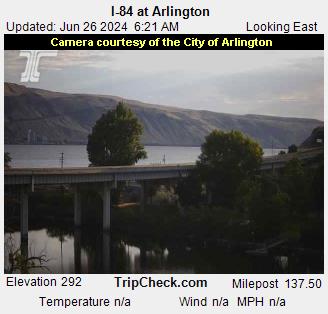 I-84 at Arlington
Updated: Jun 26 2024 6:21 AM Looking East
Camera courtesy of the City of Arlington
Elevation 292 TripCheck.com Milepost 137.50
Temperature n/a Wind n/a MPH n/a